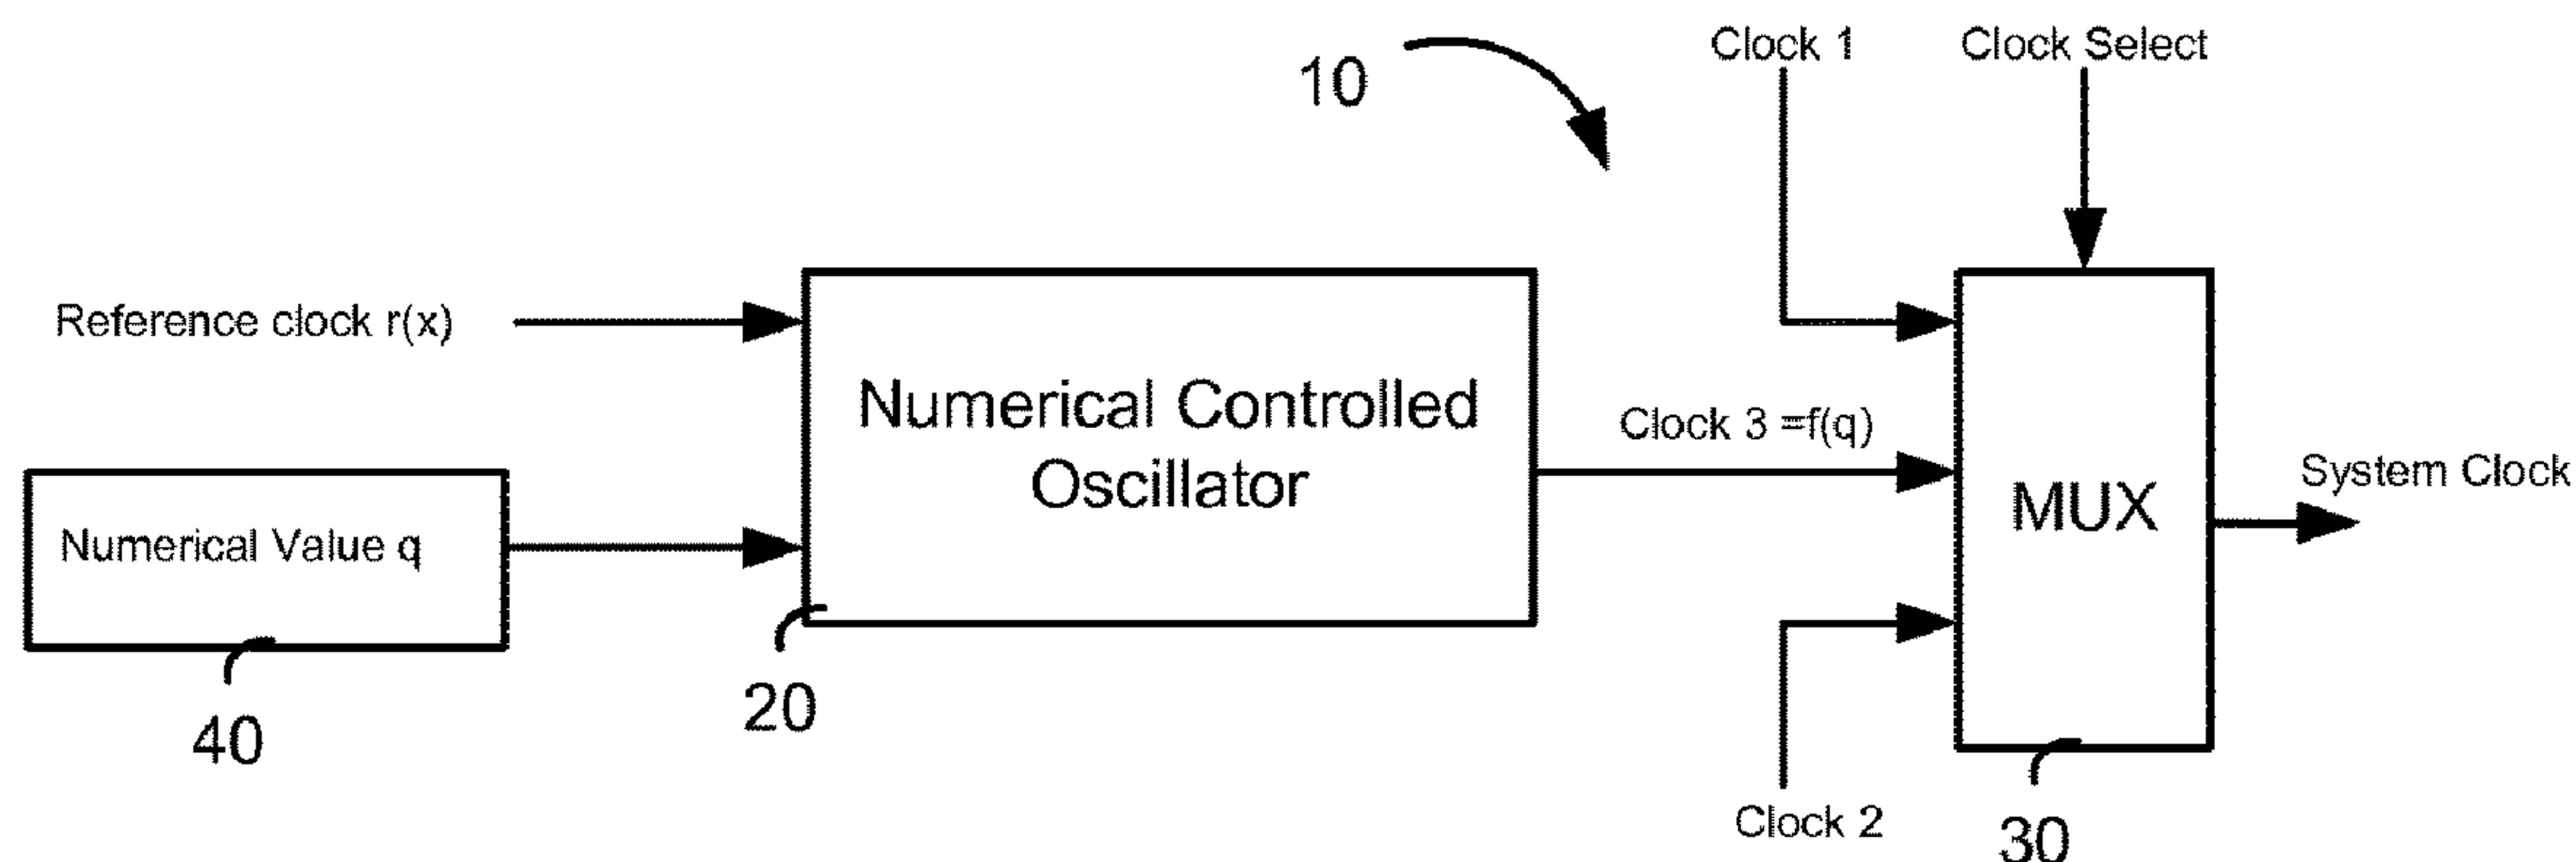 10
Clock 1
Clock Select
Reference clock r(x)
Numerical Controlled
Oscillator
Clock 3 =f(q)
System Clock
MUX
Numerical Value q
40
20
Clock 2
30